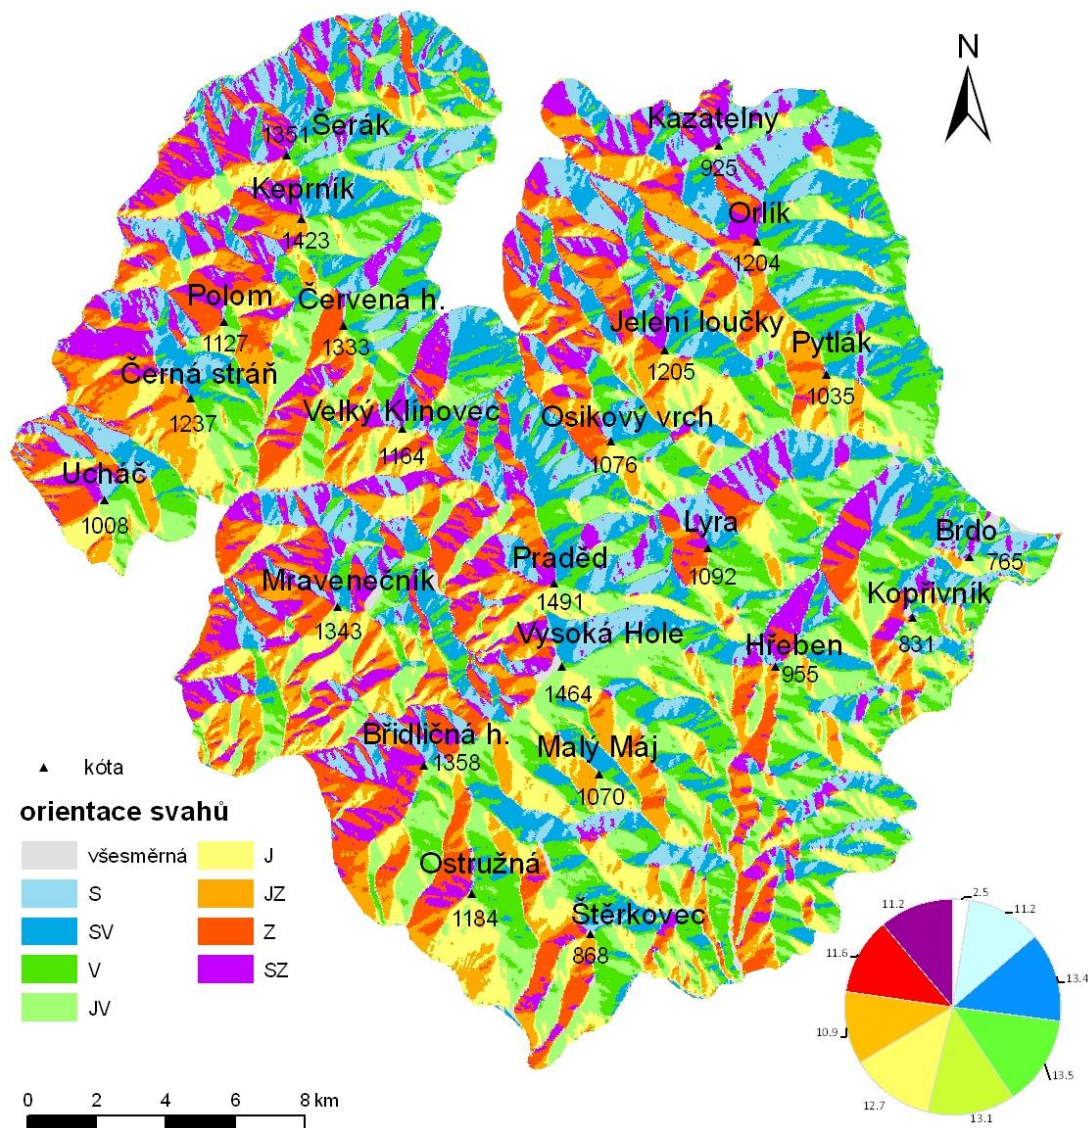 N
Kazatelny
925
1351
Šerák
Keprník
1423
Orlík
1204
Polom
1127
Červená h.
1333
Jelení loučky
1205
Pytlák
1035
Černá stráň
1237
Velký Klínovec
1164
Osikový vrch
1076
Ucháč
1008
Lyra
1092
Brdo
765
Praděd
1491
Mravenečník
1343
Kopřivník
831
Vysoká Hole
1464
Hřeben
955
Břidličná h.
1358
Malý Máj
1070
Ostružná
1184
Štěrkovec
868
kóta
orientace svahů
všesměrná
J
S
JZ
SV
Z
V
SZ
JV
0 2 4 6 8 km
2.5
11.2
13.4
13.5
13.1
12.7
10.9
11.6
11.2